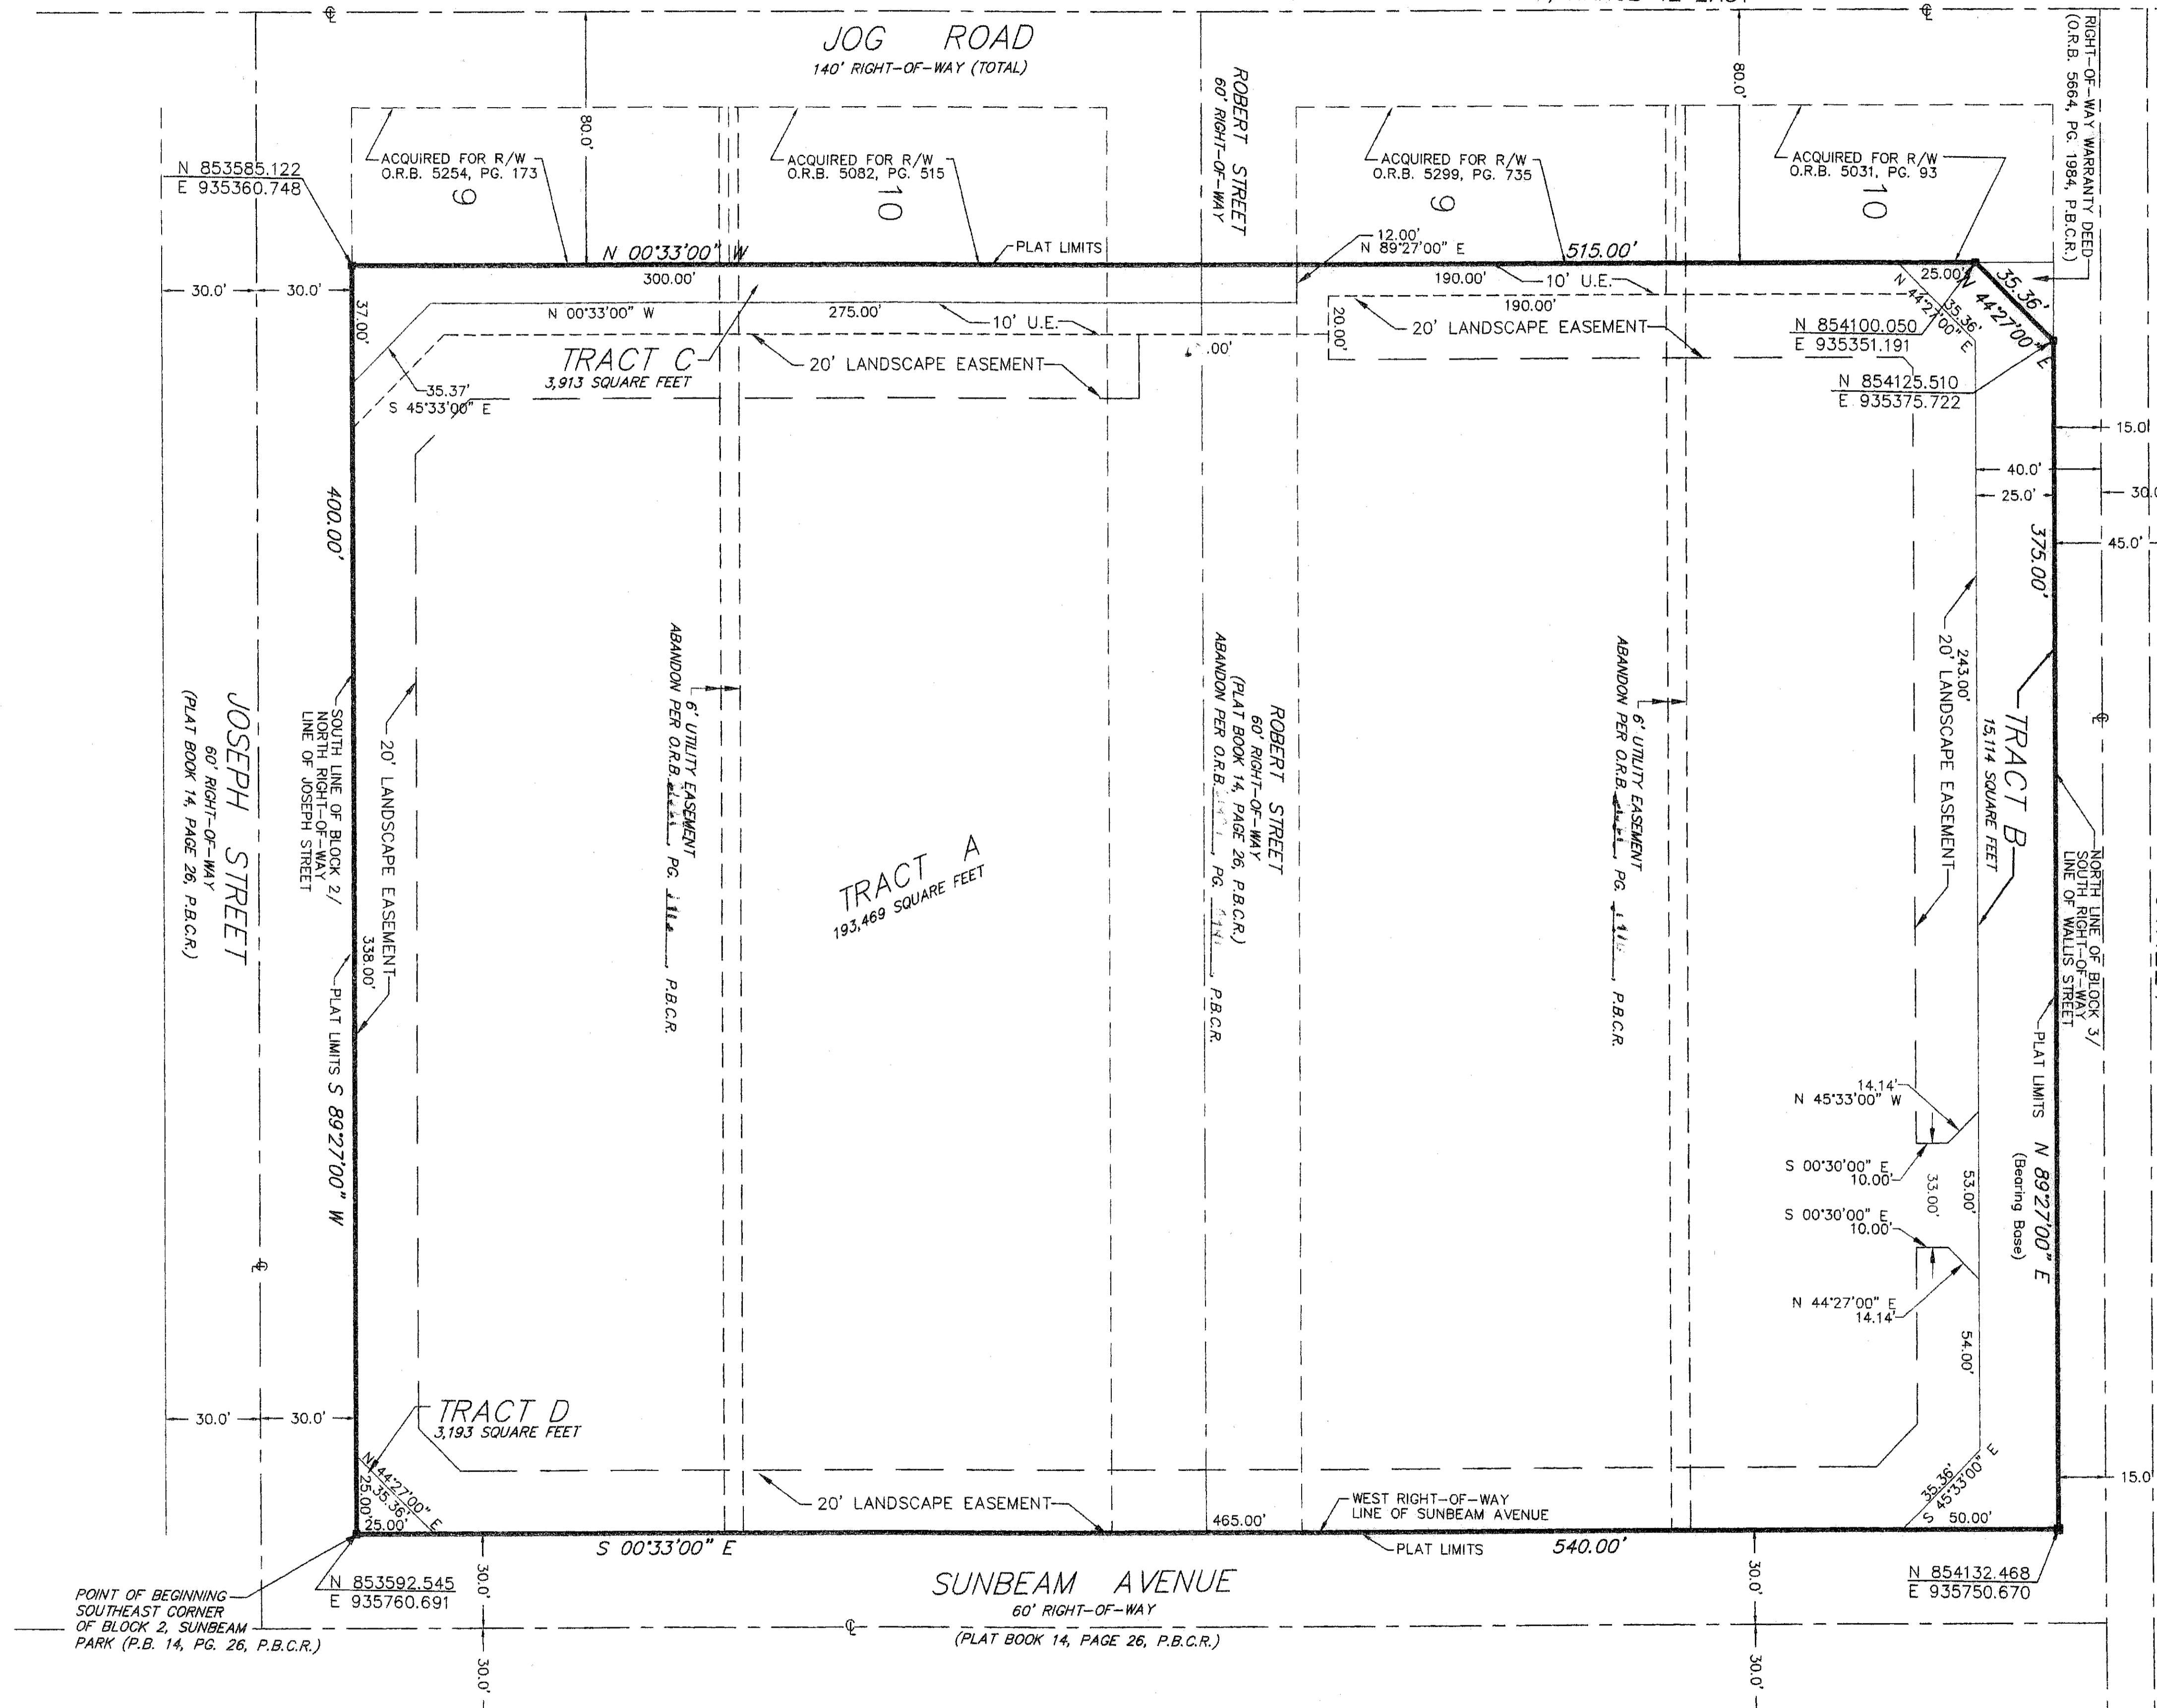 JOG ROAD
140' RIGHT-OF-WAY (TOTAL)
ROBERT STREET
60' RIGHT-OF-WAY
80.0'
80.0'
RIGHT-OF-WAY WARRANTY DEED
(O.R.B. 5664, PG. 1984, P.B.C.R.)
N 853585.122
E 935360.748
ACQUIRED FOR R/W
O.R.B. 5254, PG. 173
9
ACQUIRED FOR R/W
O.R.B. 5082, PG. 515
10
ACQUIRED FOR R/W
O.R.B. 5299, PG. 735
9
ACQUIRED FOR R/W
O.R.B. 5031, PG. 93
10
N 00°33'00" W
PLAT LIMITS
12.00'
N 89°27'00" E
515.00'
30.0'
30.0'
37.00'
300.00'
190.00'
10' U.E.
25.00'
35.36'
N 44°27'00" E
N 00°33'00" W
275.00'
10' U.E.
20.00'
190.00'
20' LANDSCAPE EASEMENT
N 44°27'00" E
35.36'
N 854100.050
E 935351.191
TRACT C
3,913 SQUARE FEET
20' LANDSCAPE EASEMENT
.00'
35.37'
S 45°33'00" E
N 854125.510
E 935375.722
15.0'
40.0'
25.0'
30.0
45.0'
400.00'
375.00'
JOSEPH STREET
60' RIGHT-OF-WAY
(PLAT BOOK 14, PAGE 26, P.B.C.R.)
SOUTH LINE OF BLOCK 2/
NORTH RIGHT-OF-WAY
LINE OF JOSEPH STREET
20' LANDSCAPE EASEMENT
338.00'
PLAT LIMITS S 89°27'00" W
6' UTILITY EASEMENT
ABANDON PER O.R.B. , PG. , P.B.C.R.
TRACT A
193,469 SQUARE FEET
ROBERT STREET
60' RIGHT-OF-WAY
(PLAT BOOK 14, PAGE 26, P.B.C.R.)
ABANDON PER O.R.B. , PG. , P.B.C.R.
6' UTILITY EASEMENT
ABANDON PER O.R.B. , PG. , P.B.C.R.
243.00'
20' LANDSCAPE EASEMENT
TRACT B
15,114 SQUARE FEET
NORTH LINE OF BLOCK 3/
SOUTH RIGHT-OF-WAY
LINE OF WALLIS STREET
PLAT LIMITS N 89°27'00" E
(Bearing Base)
14.14'
N 45°33'00" W
S 00°30'00" E
10.00'
33.00'
53.00'
S 00°30'00" E
10.00'
N 44°27'00" E
14.14'
54.00'
30.0'
30.0'
TRACT D
3,193 SQUARE FEET
N 44°27'00" E
35.36'
25.00'
25.00'
20' LANDSCAPE EASEMENT
465.00'
WEST RIGHT-OF-WAY
LINE OF SUNBEAM AVENUE
35.36'
S 45°33'00" E
50.00'
15.0
S 00°33'00" E
PLAT LIMITS
540.00'
POINT OF BEGINNING
SOUTHEAST CORNER
OF BLOCK 2, SUNBEAM
PARK (P.B. 14, PG. 26, P.B.C.R.)
N 853592.545
E 935760.691
30.0'
30.0'
SUNBEAM AVENUE
60' RIGHT-OF-WAY
(PLAT BOOK 14, PAGE 26, P.B.C.R.)
30.0'
30.0'
N 854132.468
E 935750.670